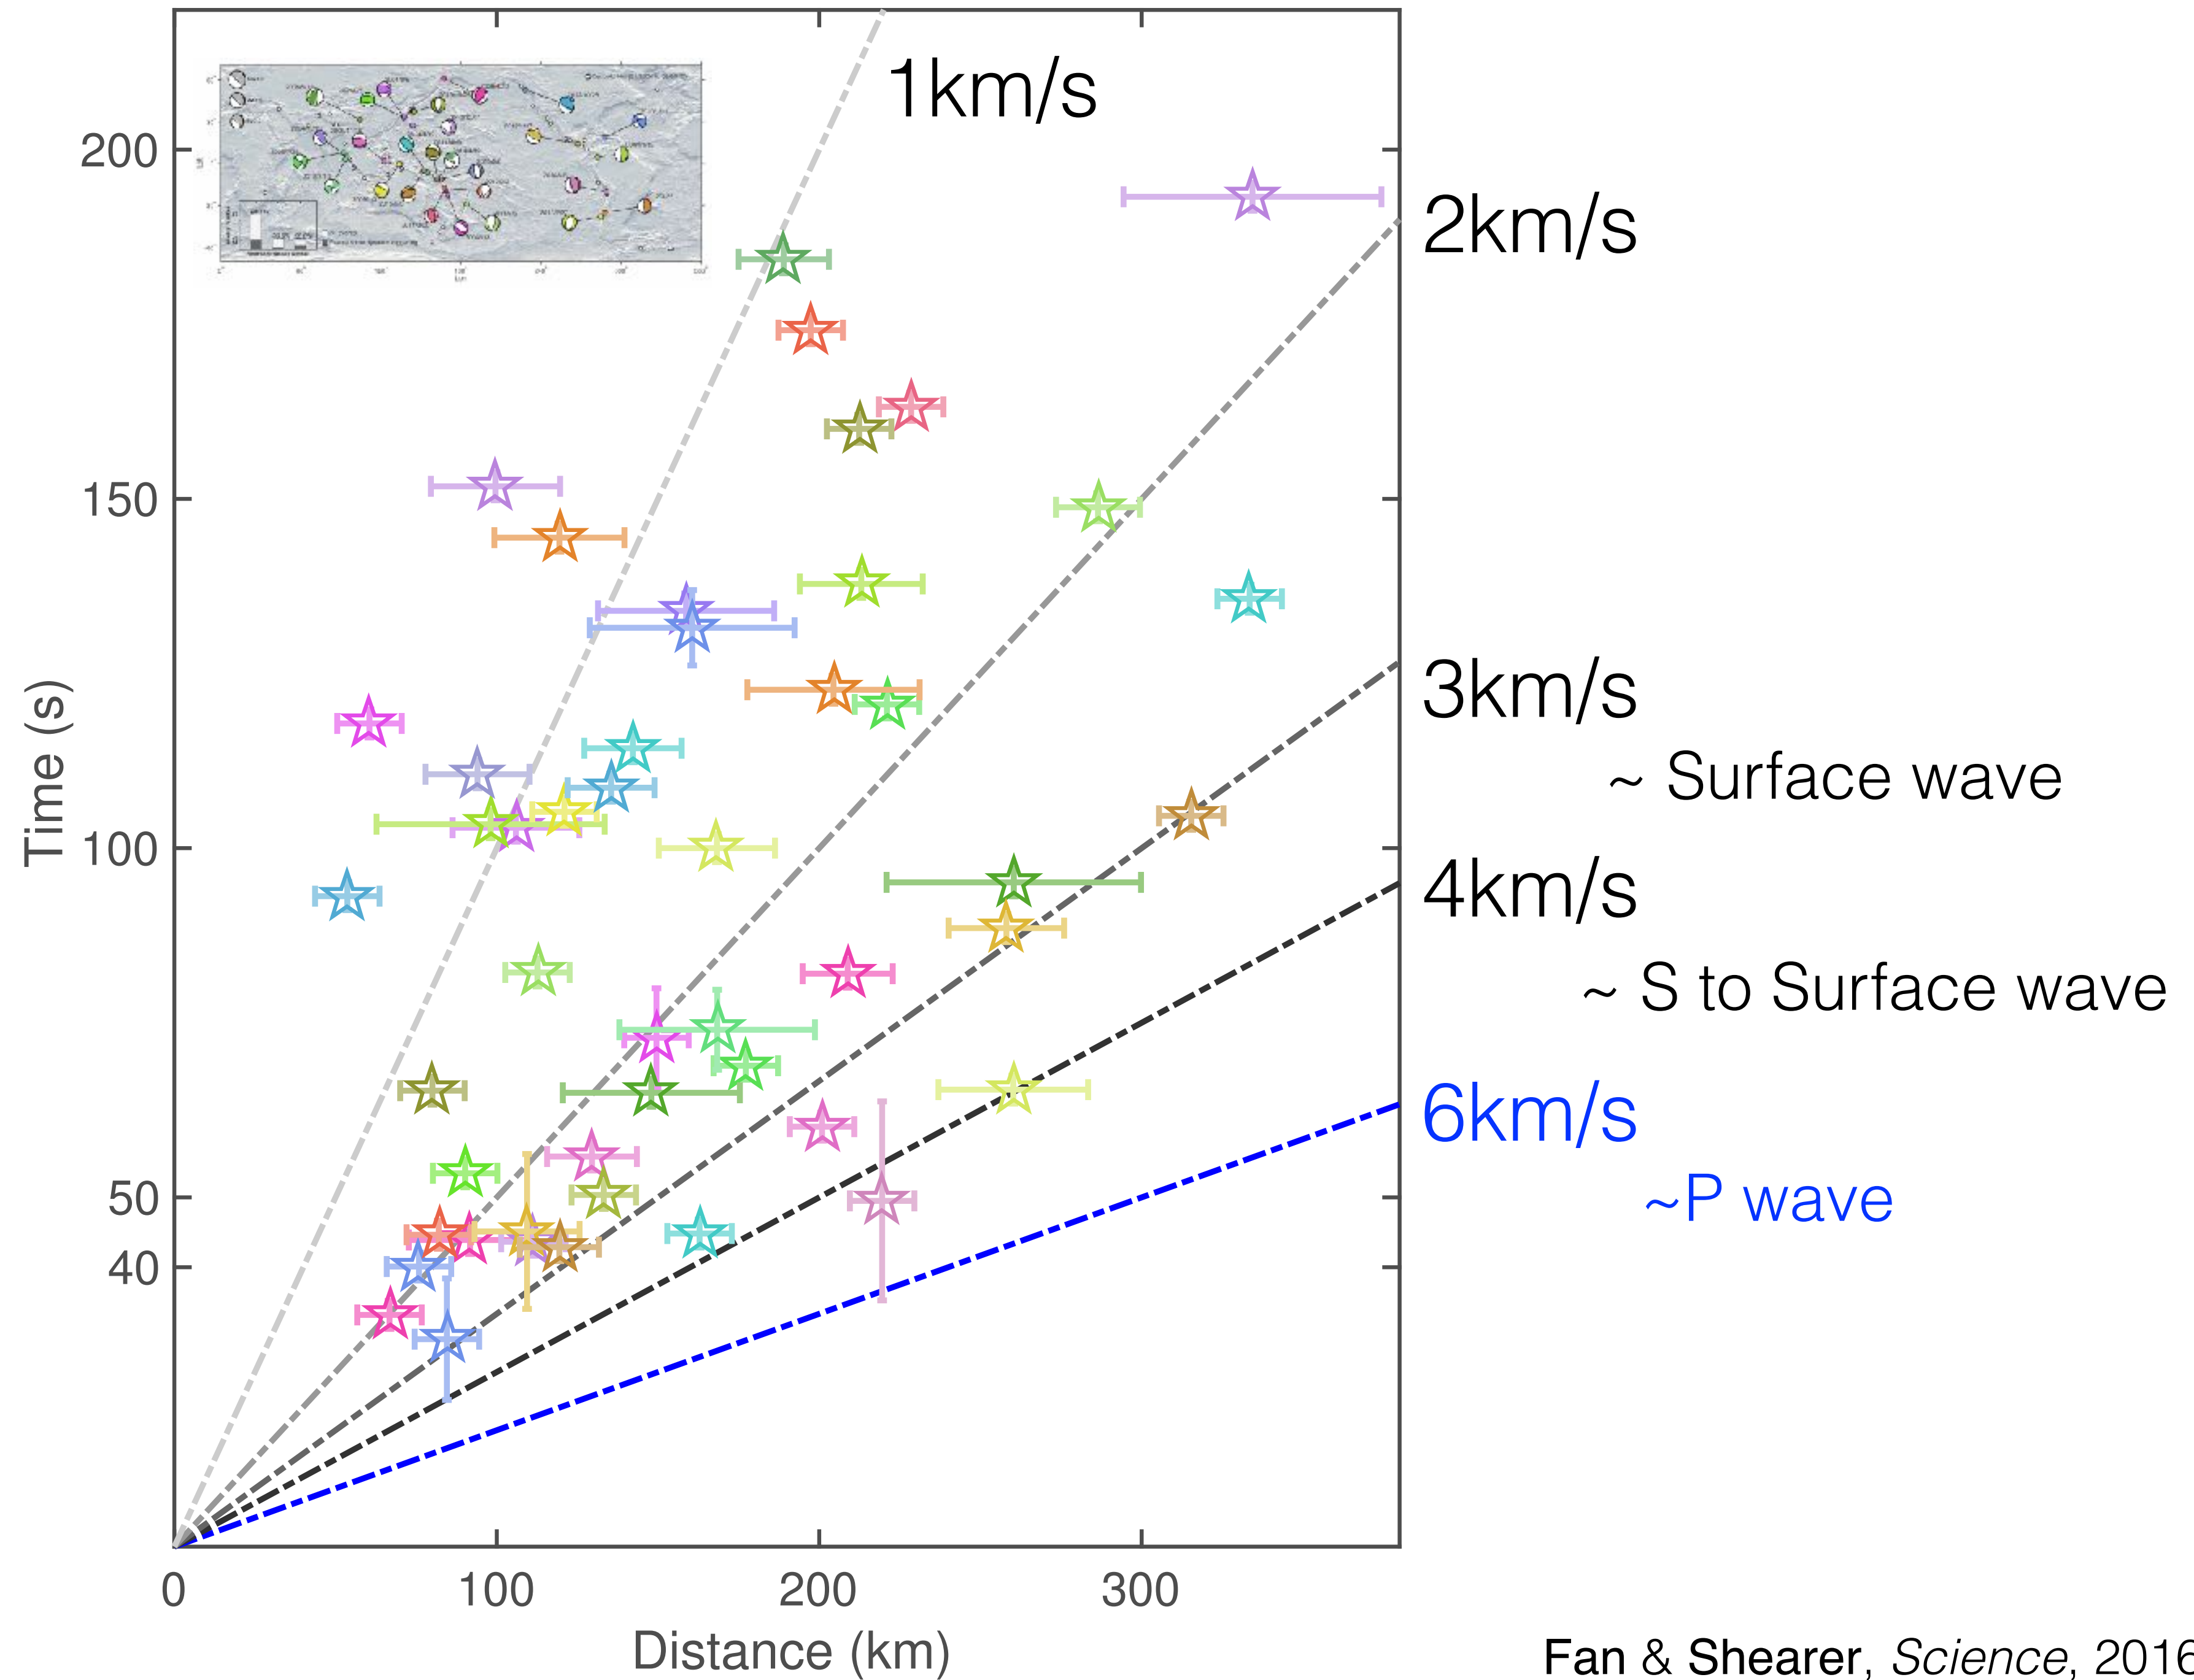 1km/s
200
2km/s
150
3km/s
~ Surface wave
Time (s)
100
4km/s
~ S to Surface wave
6km/s
50
~P wave
40
0 100 200 300
Distance (km)
Fan & Shearer, Science, 2016